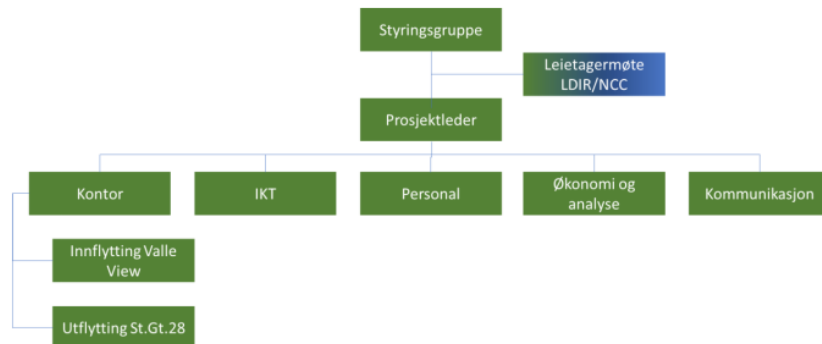 Styringsgruppe
Leietagermøte
LDIR/NCC
Prosjektleder
Kontor
IKT
Personal
Økonomi og
analyse
Kommunikasjon
Innflytting Valle
View
Utflytting St.Gt.28